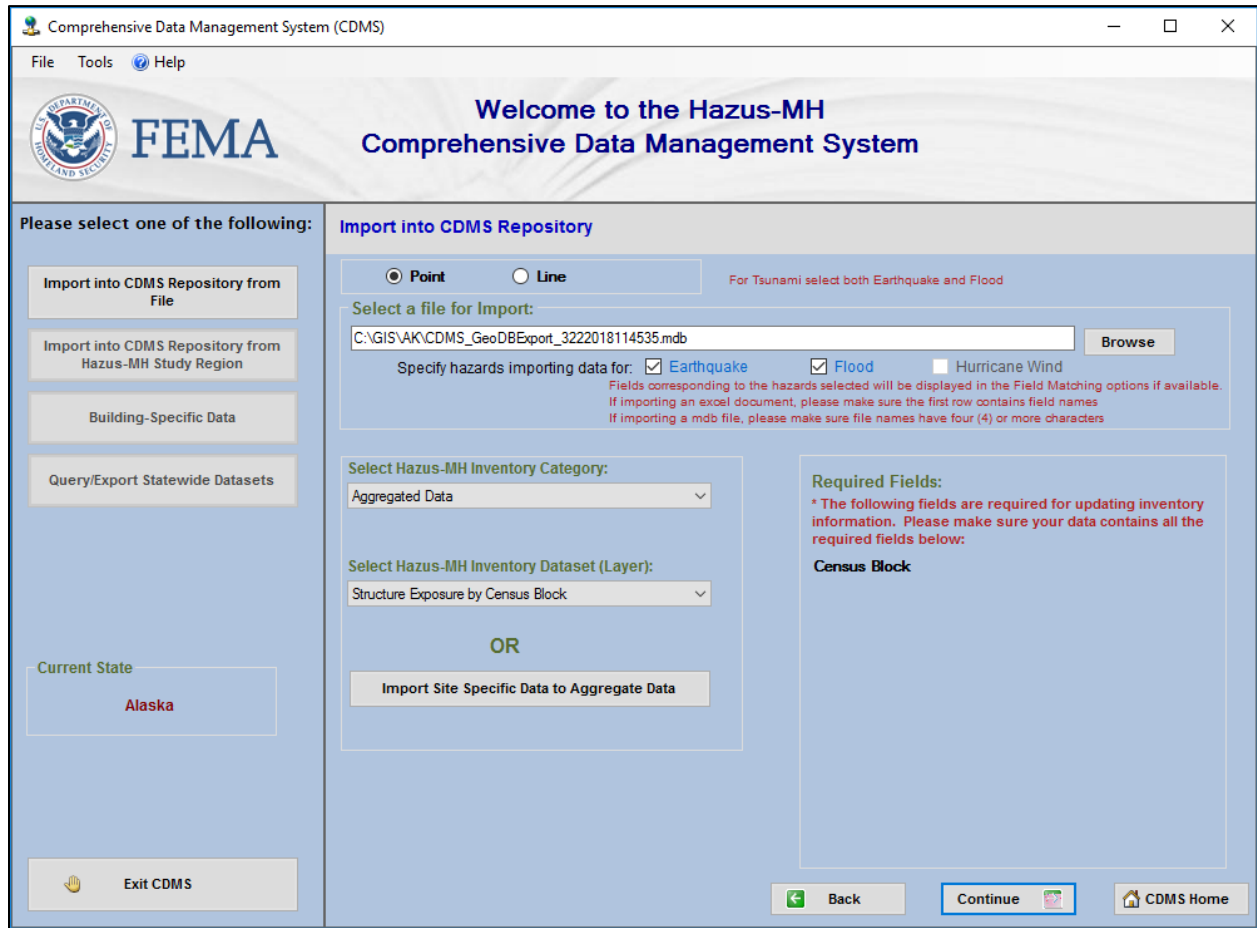 Comprehensive Data Management System (CDMS)
File Tools Help
U.S. DEPARTMENT OF HOMELAND SECURITY
FEMA
Welcome to the Hazus-MH
Comprehensive Data Management System
Please select one of the following:
Import into CDMS Repository from
File
Import into CDMS Repository from
Hazus-MH Study Region
Building-Specific Data
Query/Export Statewide Datasets
Current State
Alaska
Exit CDMS
Import into CDMS Repository
Point Line
For Tsunami select both Earthquake and Flood
Select a file for Import:
C:\GIS\AK\CDMS_GeoDBExport_3222018114535.mdb
Browse
Specify hazards importing data for: Earthquake Flood Hurricane Wind
Fields corresponding to the hazards selected will be displayed in the Field Matching options if available.
If importing an excel document, please make sure the first row contains field names
If importing a mdb file, please make sure file names have four (4) or more characters
Select Hazus-MH Inventory Category:
Aggregated Data
Select Hazus-MH Inventory Dataset (Layer):
Structure Exposure by Census Block
OR
Import Site Specific Data to Aggregate Data
Required Fields:
* The following fields are required for updating inventory
information. Please make sure your data contains all the
required fields below:
Census Block
Back
Continue
CDMS Home